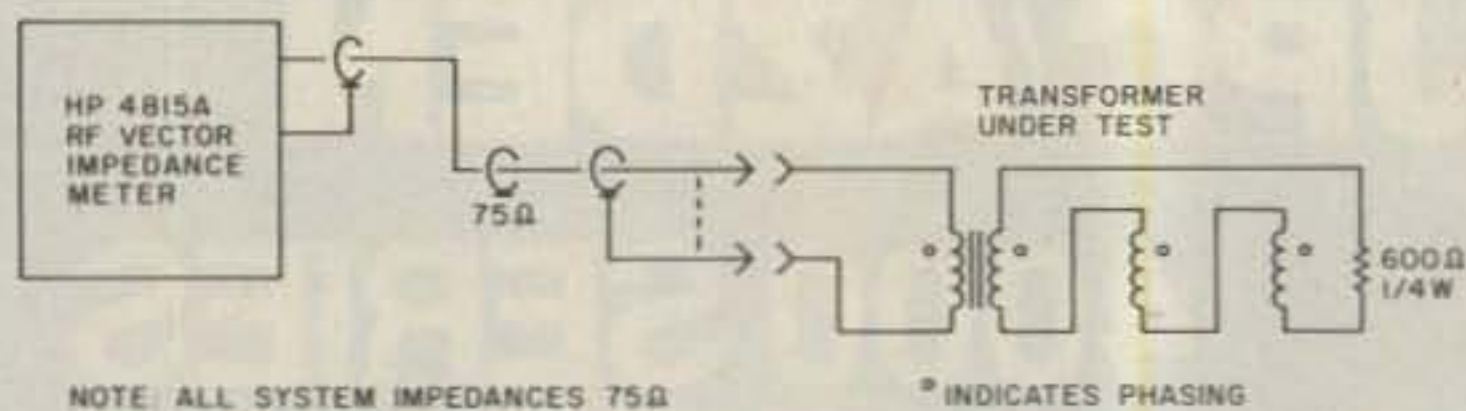 HP 4815A
RF VECTOR
IMPEDANCE
METER
75Ω
TRANSFORMER
UNDER TEST
600Ω
1/4W
NOTE: ALL SYSTEM IMPEDANCES 75Ω
° INDICATES PHASING